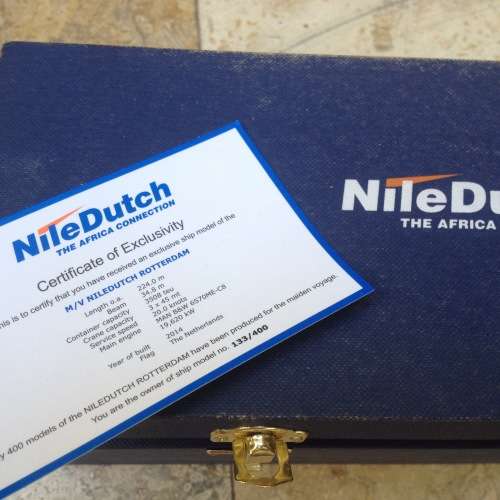 NileDutch
THE AFRICA CONNECTION
Certificate of Exclusivity
is is to certify that you have received an exclusive ship model of the
M/V NILEDUTCH ROTTERDAM
Length o.a. 224,0 m
Beam 34,8 m
Container capacity 3508 teu
Crane capacity 3 x 45 mt
Service speed 20.0 knots
Main engine MAN B&W 6S70ME-C8
19,620 kW
Year of built 2014
Flag The Netherlands
y 400 models of the NILEDUTCH ROTTERDAM have been produced for the maiden voyage.
You are the owner of ship model no. 133/400
NileDu
THE AFRICA